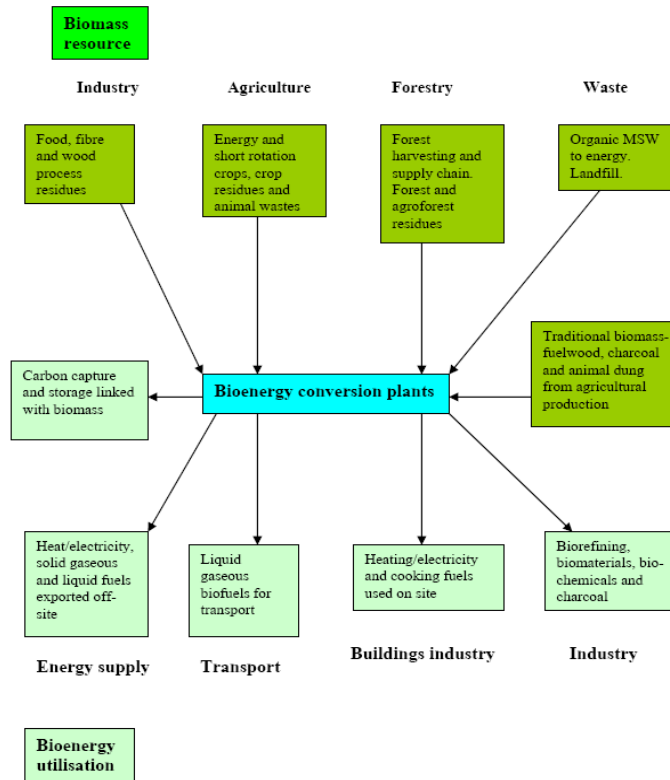 Biomass
resource
Industry
Agriculture
Forestry
Waste
Food, fibre
and wood
process
residues
Energy and
short rotation
crops, crop
residues and
animal wastes
Forest
harvesting and
supply chain.
Forest and
agroforest
residues
Organic MSW
to energy.
Landfill.
Carbon capture
and storage linked
with biomass
Bioenergy conversion plants
Traditional biomass-
fuelwood, charcoal
and animal dung
from agricultural
production
Heat/electricity,
solid gaseous
and liquid fuels
exported off-
site
Liquid
gaseous
biofuels for
transport
Heating/electricity
and cooking fuels
used on site
Biorefining,
biomaterials, bio-
chemicals and
charcoal
Energy supply
Transport
Buildings industry
Industry
Bioenergy
utilisation